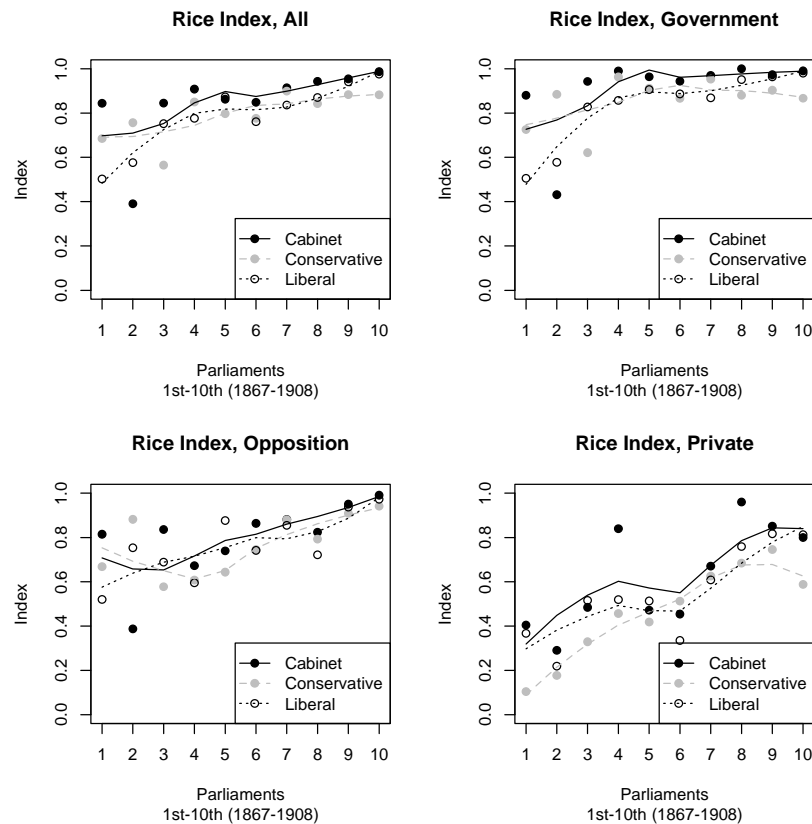 Rice Index, All
Index
0.0 0.2 0.4 0.6 0.8 1.0
Cabinet
Conservative
Liberal
1 2 3 4 5 6 7 8 9 10
Parliaments
1st-10th (1867-1908)
Rice Index, Government
Index
0.0 0.2 0.4 0.6 0.8 1.0
Cabinet
Conservative
Liberal
1 2 3 4 5 6 7 8 9 10
Parliaments
1st-10th (1867-1908)
Rice Index, Opposition
Index
0.0 0.2 0.4 0.6 0.8 1.0
Cabinet
Conservative
Liberal
1 2 3 4 5 6 7 8 9 10
Parliaments
1st-10th (1867-1908)
Rice Index, Private
Index
0.0 0.2 0.4 0.6 0.8 1.0
Cabinet
Conservative
Liberal
1 2 3 4 5 6 7 8 9 10
Parliaments
1st-10th (1867-1908)